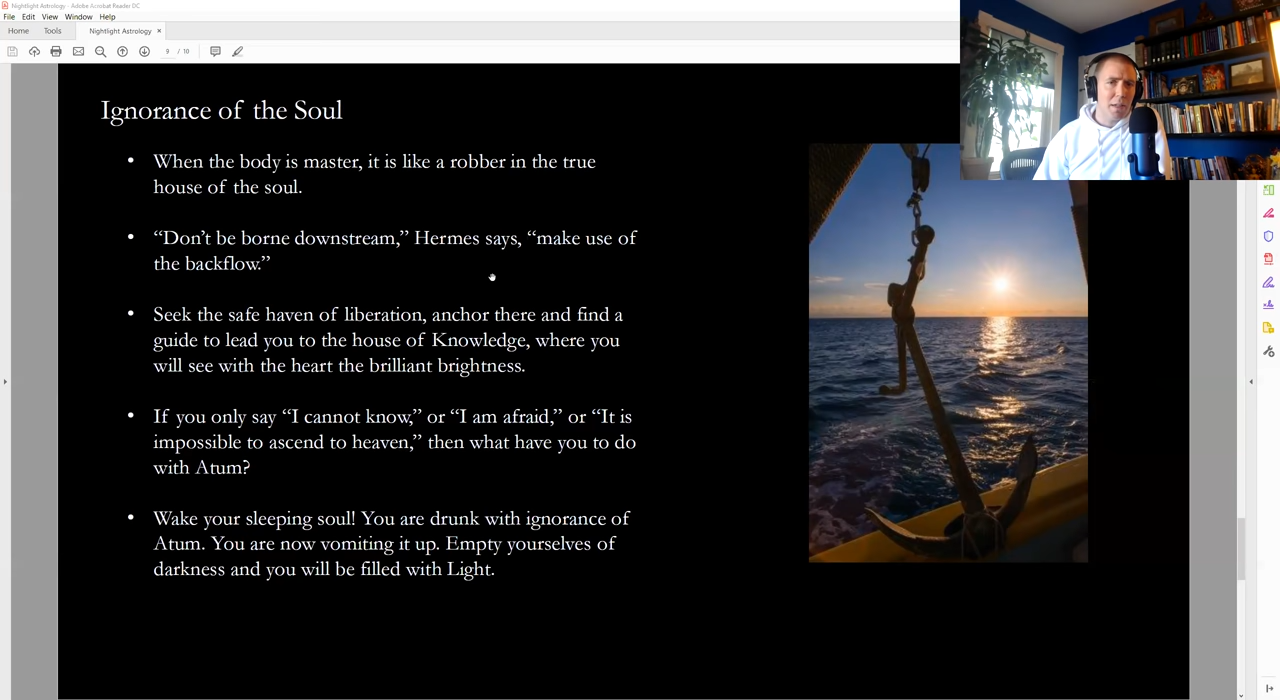 Nightlight Astrology - Adobe Acrobat Reader DC
File Edit View Window Help
Home Tools Nightlight Astrology ×
9 / 10
Ignorance of the Soul
• When the body is master, it is like a robber in the true
house of the soul.
• “Don’t be borne downstream,” Hermes says, “make use of
the backflow.”
• Seek the safe haven of liberation, anchor there and find a
guide to lead you to the house of Knowledge, where you
will see with the heart the brilliant brightness.
• If you only say “I cannot know,” or “I am afraid,” or “It is
impossible to ascend to heaven,” then what have you to do
with Atum?
• Wake your sleeping soul! You are drunk with ignorance of
Atum. You are now vomiting it up. Empty yourselves of
darkness and you will be filled with Light.